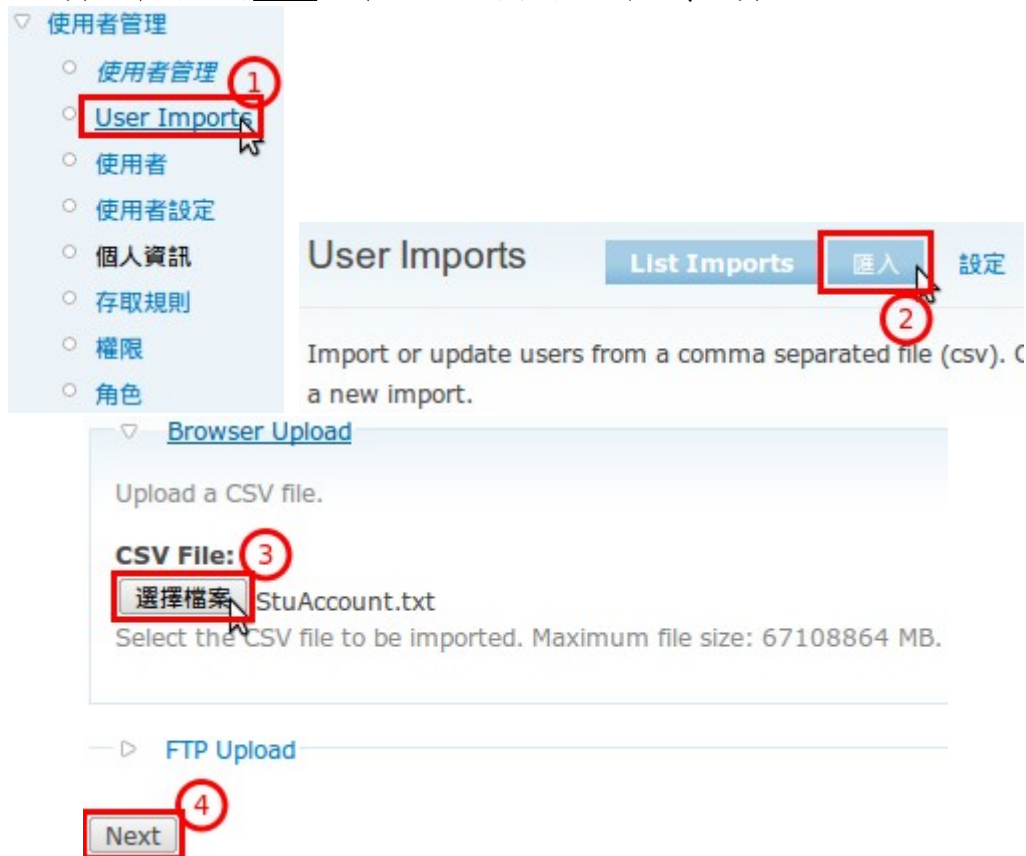 使用者管理
使用者管理
1
User Imports
使用者
使用者設定
個人資訊
存取規則
權限
角色
User Imports List Imports 匯入 設定
2
Import or update users from a comma separated file (csv). C
a new import.
Browser Upload
Upload a CSV file.
CSV File: 3
選擇檔案 StuAccount.txt
Select the CSV file to be imported. Maximum file size: 67108864 MB.
FTP Upload
4
Next